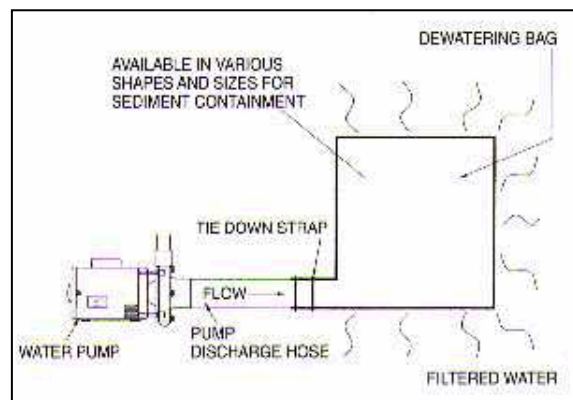 DEWATERING BAG
AVAILABLE IN VARIOUS
SHAPES AND SIZES FOR
SEDIMENT CONTAINMENT
TIE DOWN STRAP
FLOW
PUMP
DISCHARGE HOSE
WATER PUMP
FILTERED WATER